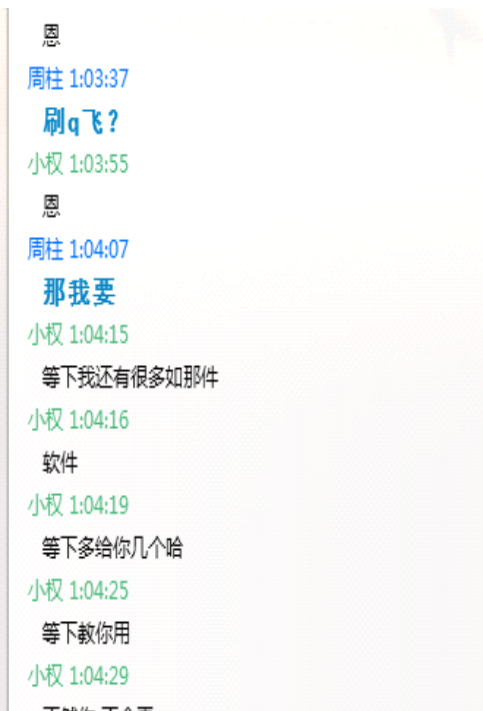 恩
周柱 1:03:37
刷q飞？
小权 1:03:55
恩
周柱 1:04:07
那我要
小权 1:04:15
等下我还有很多如那件
小权 1:04:16
软件
小权 1:04:19
等下多给你几个哈
小权 1:04:25
等下教你用
小权 1:04:29